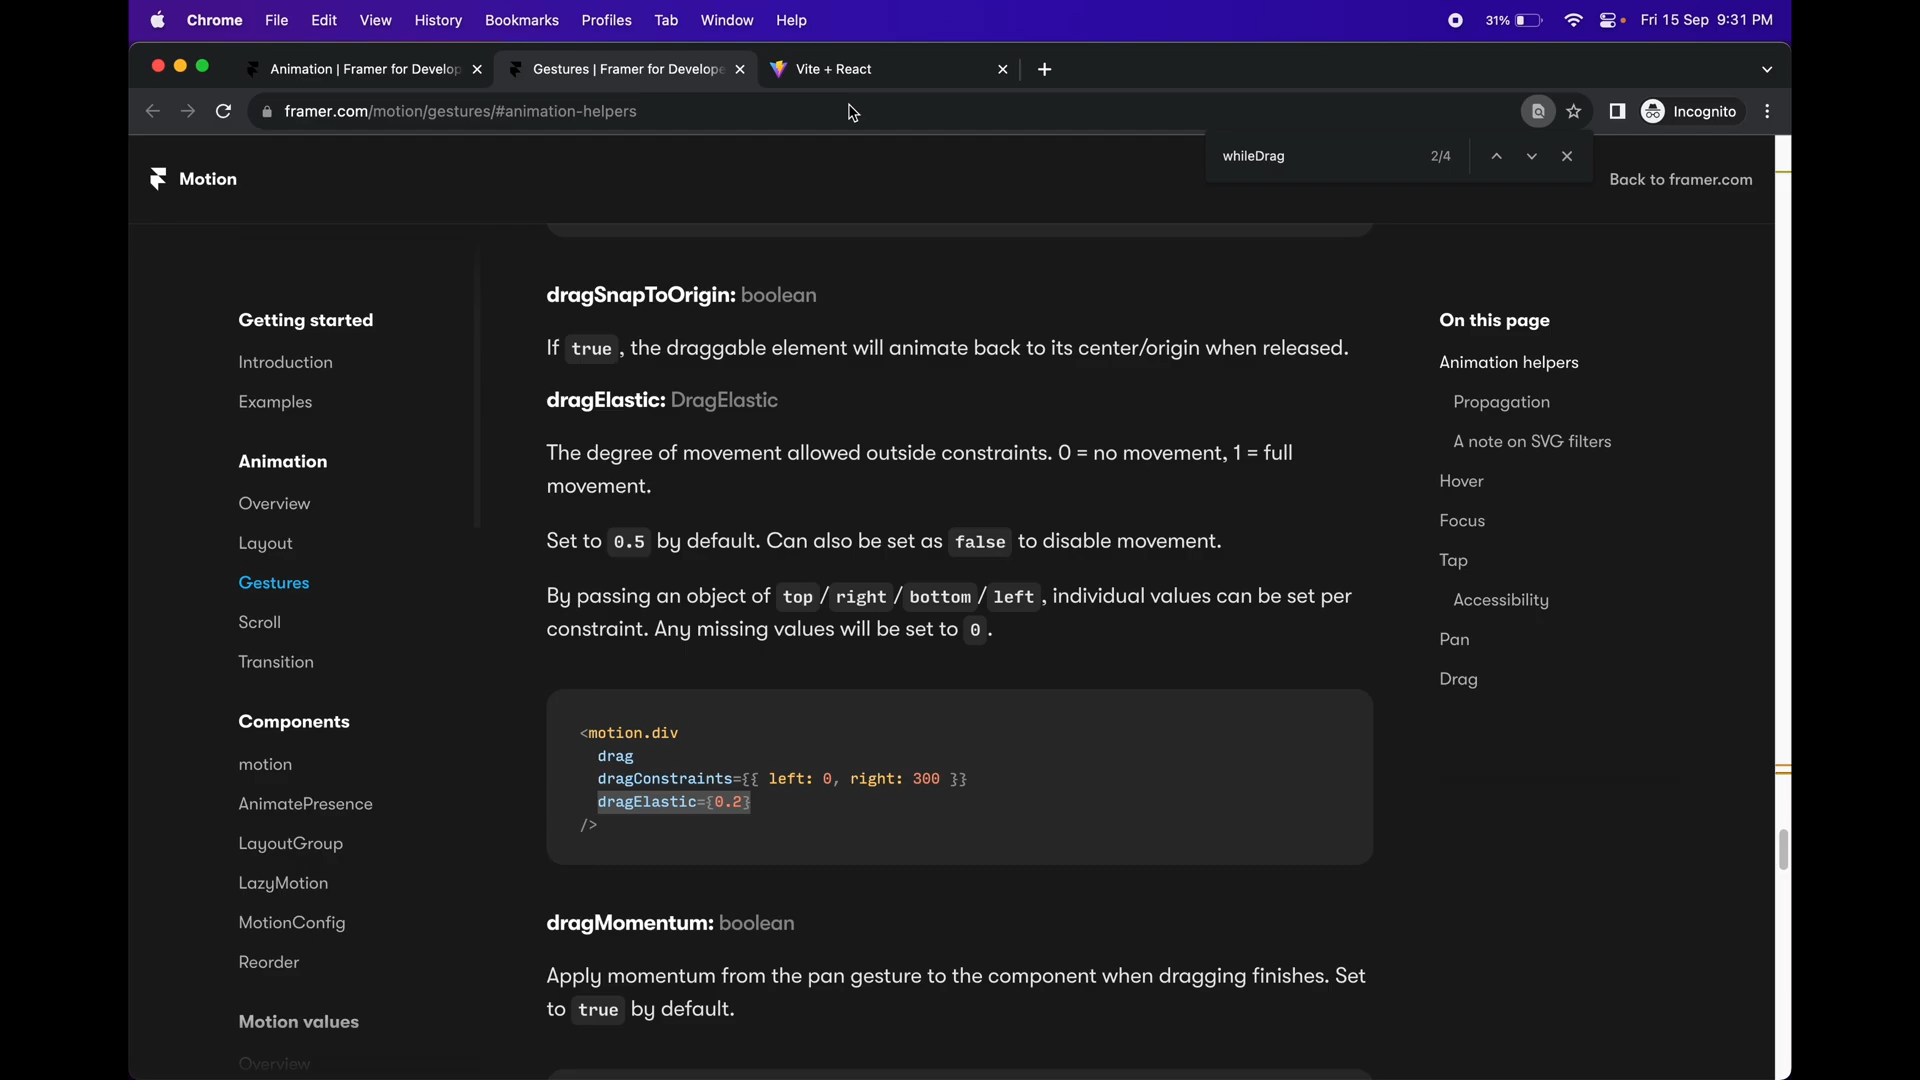 Chrome File Edit View History Bookmarks Profiles Tab Window Help 31% Fri 15 Sep 9:31 PM
Animation | Framer for Develop Gestures | Framer for Develope Vite + React
framer.com/motion/gestures/#animation-helpers Incognito
whileDrag 2/4
Motion Back to framer.com
Getting started
Introduction
Examples
Animation
Overview
Layout
Gestures
Scroll
Transition
Components
motion
AnimatePresence
LayoutGroup
LazyMotion
MotionConfig
Reorder
Motion values
Overview
dragSnapToOrigin: boolean
If true, the draggable element will animate back to its center/origin when released.
dragElastic: DragElastic
The degree of movement allowed outside constraints. 0 = no movement, 1 = full
movement.
Set to 0.5 by default. Can also be set as false to disable movement.
By passing an object of top / right / bottom / left, individual values can be set per
constraint. Any missing values will be set to 0.
<motion.div
drag
dragConstraints={{ left: 0, right: 300 }}
dragElastic={0.2}
/>
dragMomentum: boolean
Apply momentum from the pan gesture to the component when dragging finishes. Set
to true by default.
On this page
Animation helpers
Propagation
A note on SVG filters
Hover
Focus
Tap
Accessibility
Pan
Drag